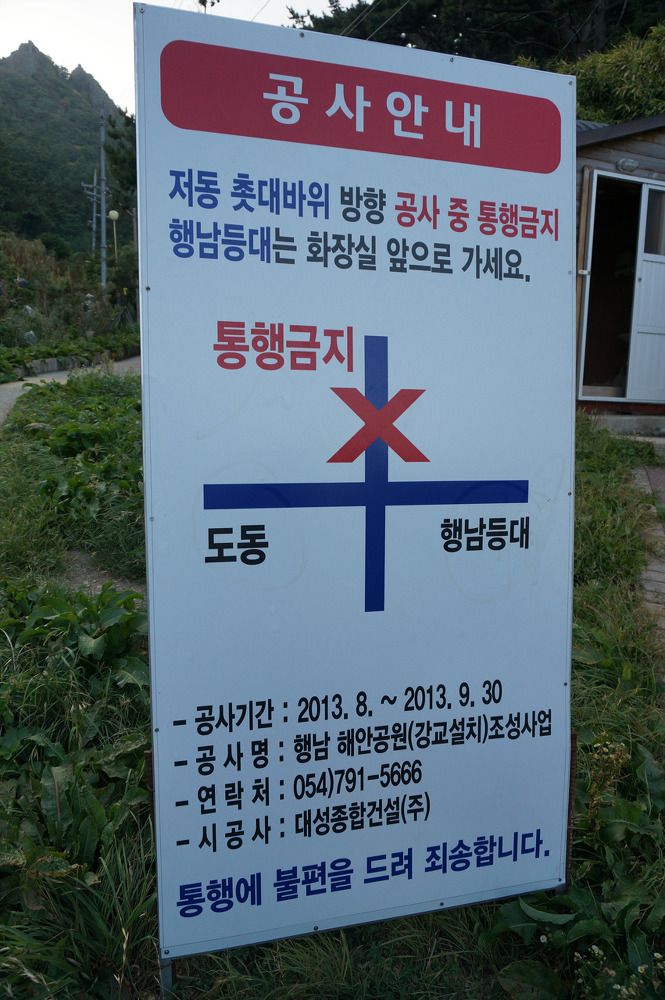 공사안내
저동 촛대바위 방향 공사 중 통행금지
행남등대는 화장실 앞으로 가세요.
통행금지
도동 행남등대
- 공사기간 : 2013. 8. ~ 2013. 9. 30
- 공 사 명 : 행남 해안공원(강교설치)조성사업
- 연 락 처 : 054)791-5666
- 시 공 사 : 대성종합건설(주)
통행에 불편을 드려 죄송합니다.